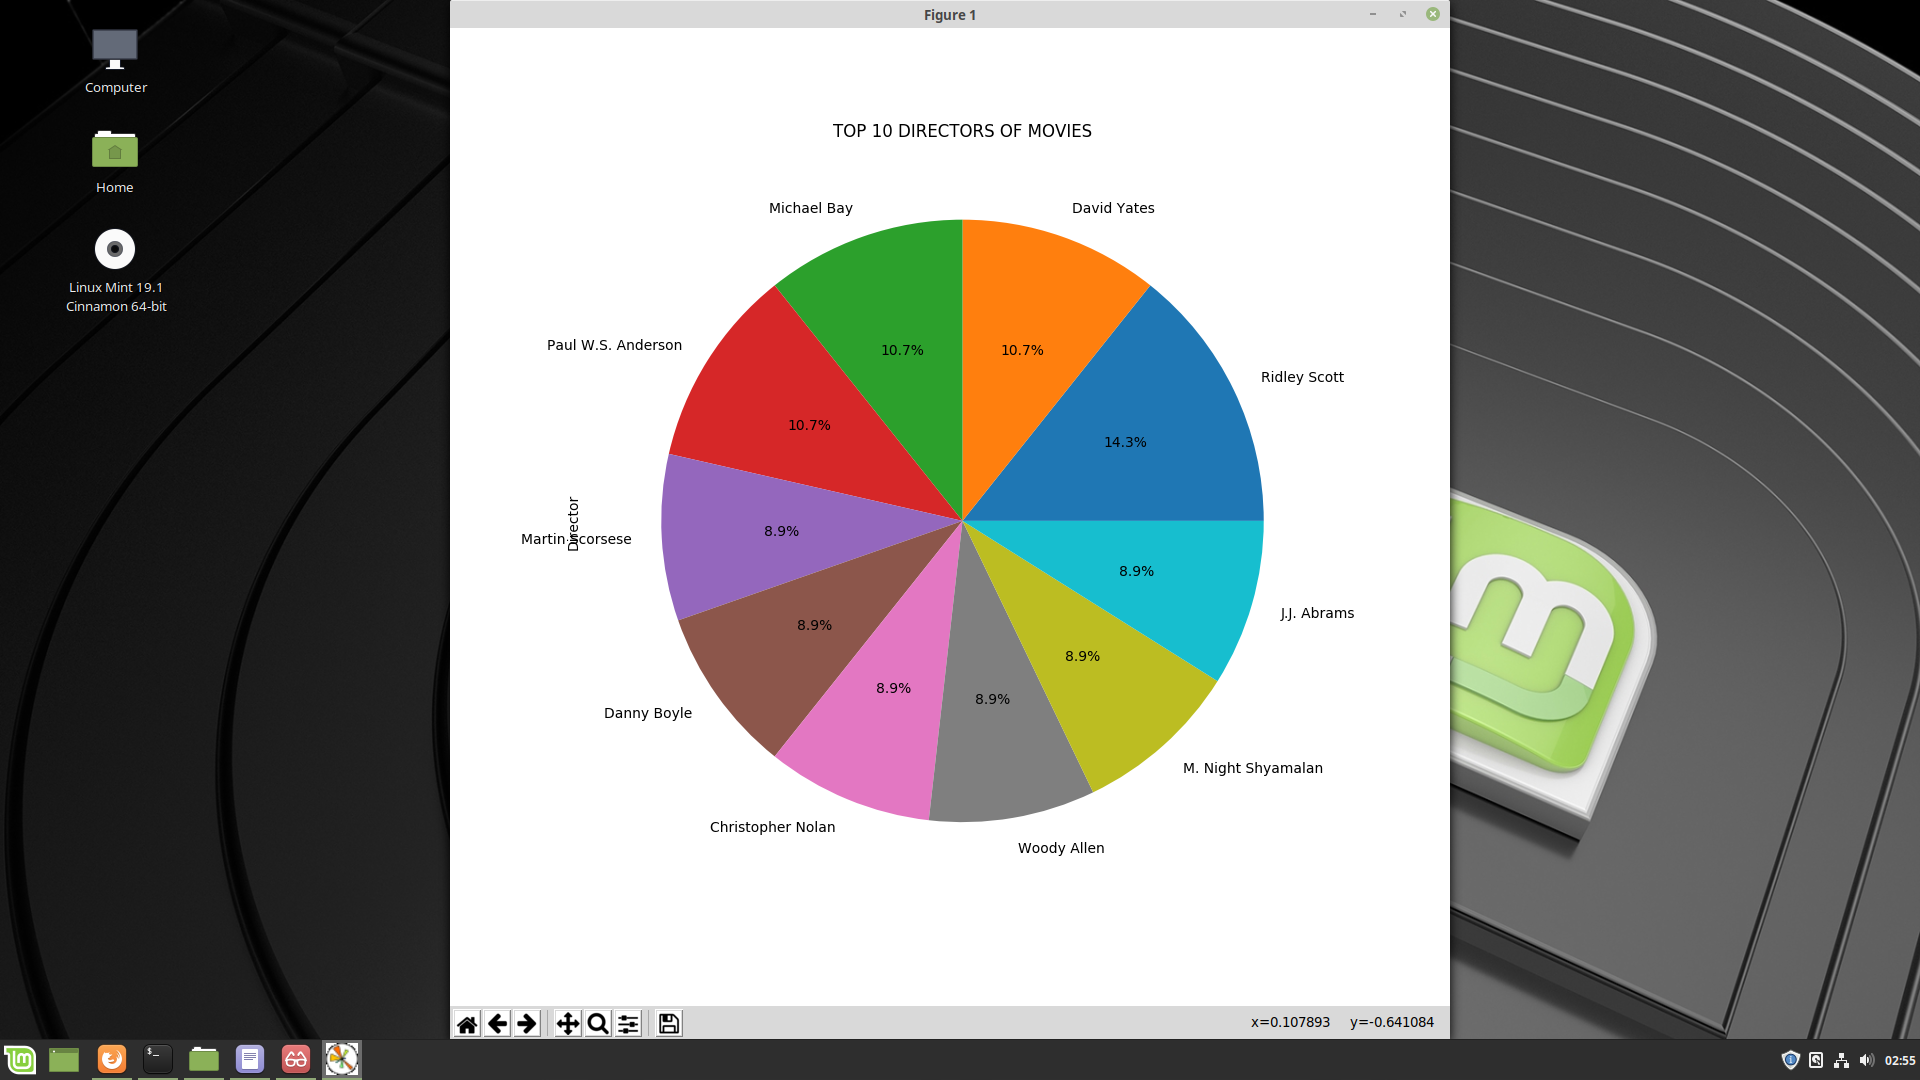 Figure 1
Computer
Home
Linux Mint 19.1
Cinnamon 64-bit
TOP 10 DIRECTORS OF MOVIES
Michael Bay
David Yates
Paul W.S. Anderson
10.7%
10.7%
Ridley Scott
10.7%
14.3%
Director
Martin Scorsese
8.9%
8.9%
J.J. Abrams
8.9%
8.9%
8.9%
8.9%
Danny Boyle
M. Night Shyamalan
Christopher Nolan
Woody Allen
x=0.107893 y=-0.641084
$_
02:55